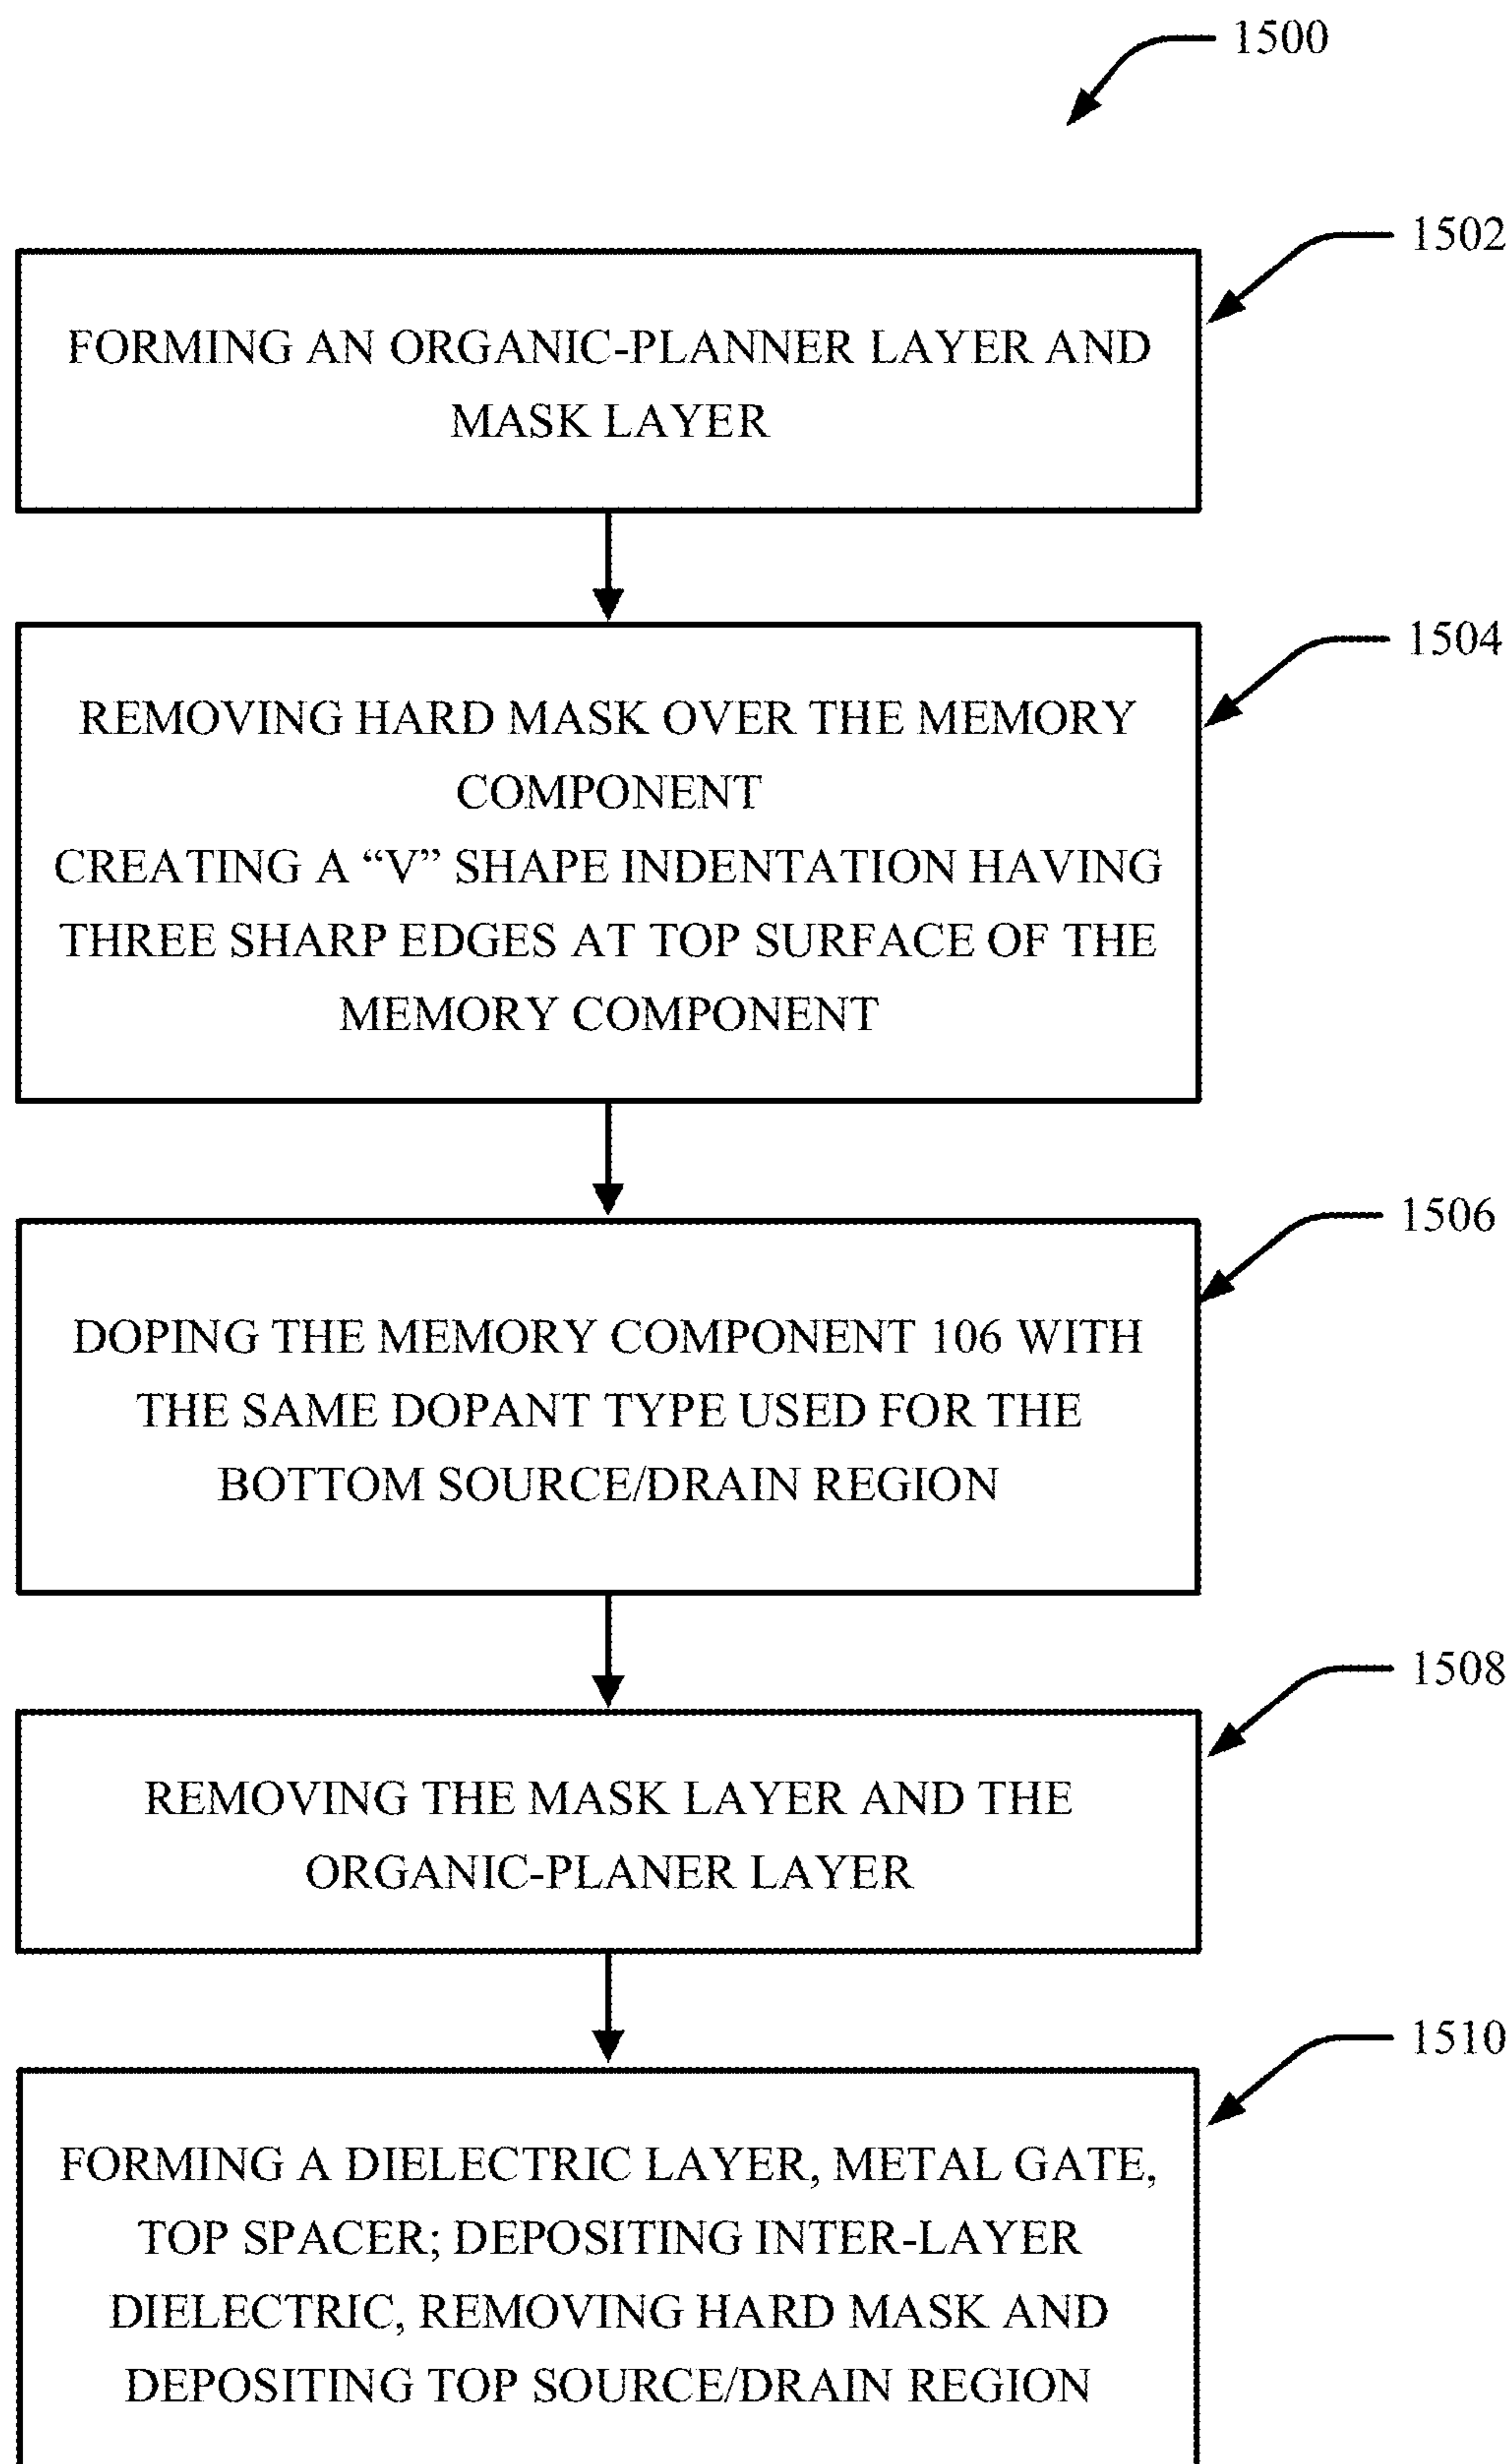 1500
1502
FORMING AN ORGANIC-PLANNER LAYER AND
MASK LAYER
1504
REMOVING HARD MASK OVER THE MEMORY
COMPONENT
CREATING A “V” SHAPE INDENTATION HAVING
THREE SHARP EDGES AT TOP SURFACE OF THE
MEMORY COMPONENT
1506
DOPING THE MEMORY COMPONENT 106 WITH
THE SAME DOPANT TYPE USED FOR THE
BOTTOM SOURCE/DRAIN REGION
1508
REMOVING THE MASK LAYER AND THE
ORGANIC-PLANER LAYER
1510
FORMING A DIELECTRIC LAYER, METAL GATE,
TOP SPACER; DEPOSITING INTER-LAYER
DIELECTRIC, REMOVING HARD MASK AND
DEPOSITING TOP SOURCE/DRAIN REGION